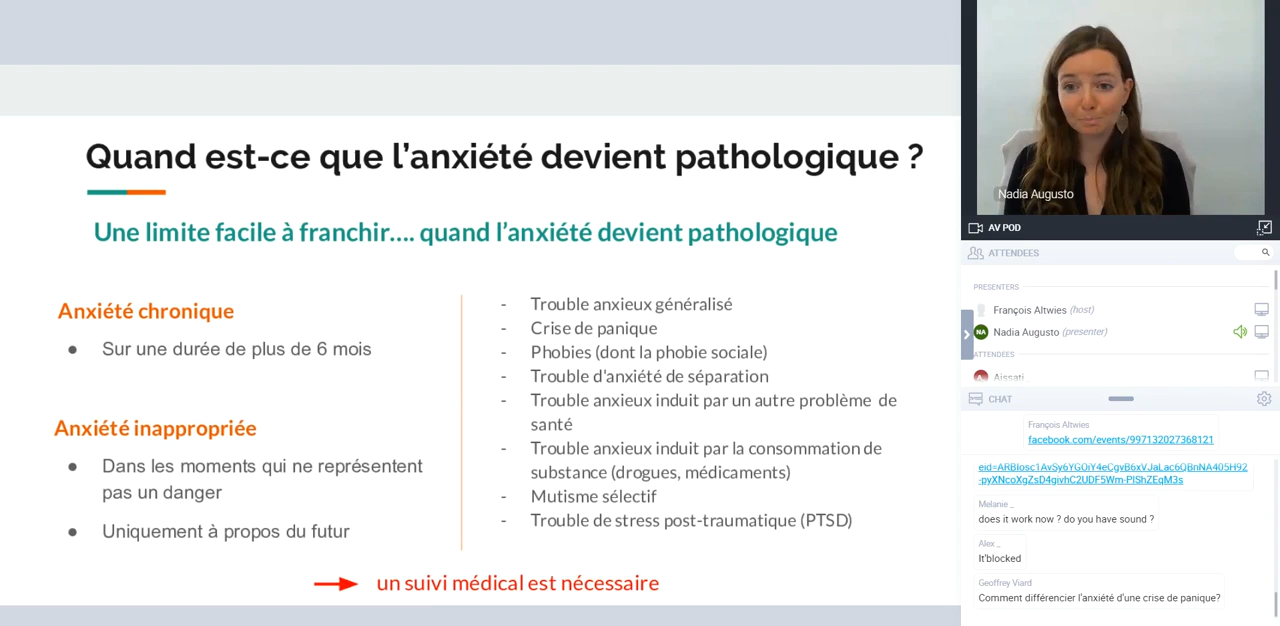 Quand est-ce que l’anxiété devient pathologique ?
Une limite facile à franchir.... quand l’anxiété devient pathologique
Anxiété chronique
● Sur une durée de plus de 6 mois
Anxiété inappropriée
● Dans les moments qui ne représentent
pas un danger
● Uniquement à propos du futur
- Trouble anxieux généralisé
- Crise de panique
- Phobies (dont la phobie sociale)
- Trouble d'anxiété de séparation
- Trouble anxieux induit par un autre problème de
santé
- Trouble anxieux induit par la consommation de
substance (drogues, médicaments)
- Mutisme sélectif
- Trouble de stress post-traumatique (PTSD)
un suivi médical est nécessaire
Nadia Augusto
AV POD
ATTENDEES
PRESENTERS
François Altwies (host)
NA Nadia Augusto (presenter)
ATTENDEES
A Aissati
CHAT
François Altwies
facebook.com/events/997132027368121
Melanie _
does it work now ? do you have sound ?
Alex _
It'blocked
Geoffrey Viard
Comment différencier l'anxiété d'une crise de panique?